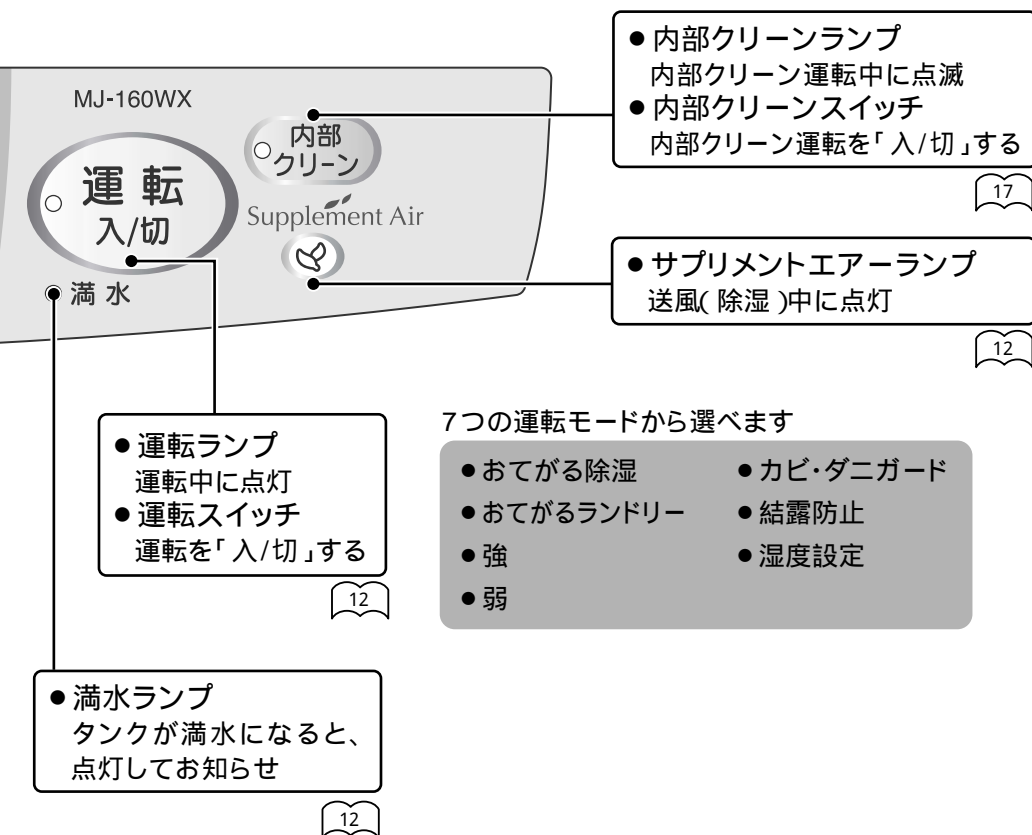 ●内部クリーンランプ
内部クリーン運転中に点滅
●内部クリーンスイッチ
内部クリーン運転を「入/切」する
17
MJ-160WX
内部
クリーン
運転
入/切
Supplement Air
満水
●サプリメントエアーランプ
送風(除湿)中に点灯
12
●運転ランプ
運転中に点灯
●運転スイッチ
運転を「入/切」する
12
7つの運転モードから選べます
●おてがる除湿
●おてがるランドリー
●強
●弱
●カビ・ダニガード
●結露防止
●湿度設定
●満水ランプ
タンクが満水になると、
点灯してお知らせ
12